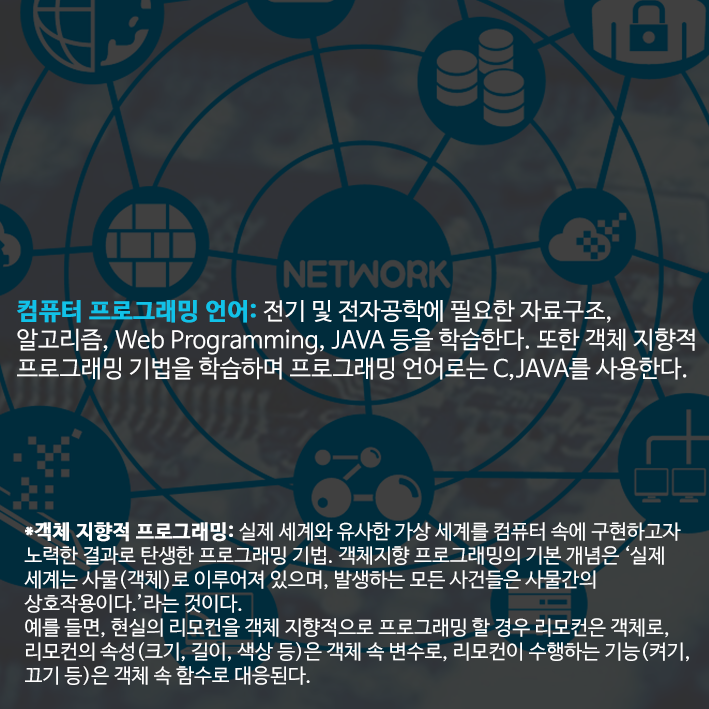 NETWORK
컴퓨터 프로그래밍 언어: 전기 및 전자공학에 필요한 자료구조,
알고리즘, Web Programming, JAVA 등을 학습한다. 또한 객체 지향적
프로그래밍 기법을 학습하며 프로그래밍 언어로는 C,JAVA를 사용한다.
*객체 지향적 프로그래밍: 실제 세계와 유사한 가상 세계를 컴퓨터 속에 구현하고자
노력한 결과로 탄생한 프로그래밍 기법. 객체지향 프로그래밍의 기본 개념은 ‘실제
세계는 사물(객체)로 이루어져 있으며, 발생하는 모든 사건들은 사물간의
상호작용이다.’라는 것이다.
예를 들면, 현실의 리모컨을 객체 지향적으로 프로그래밍 할 경우 리모컨은 객체로,
리모컨의 속성(크기, 길이, 색상 등)은 객체 속 변수로, 리모컨이 수행하는 기능(켜기,
끄기 등)은 객체 속 함수로 대응된다.